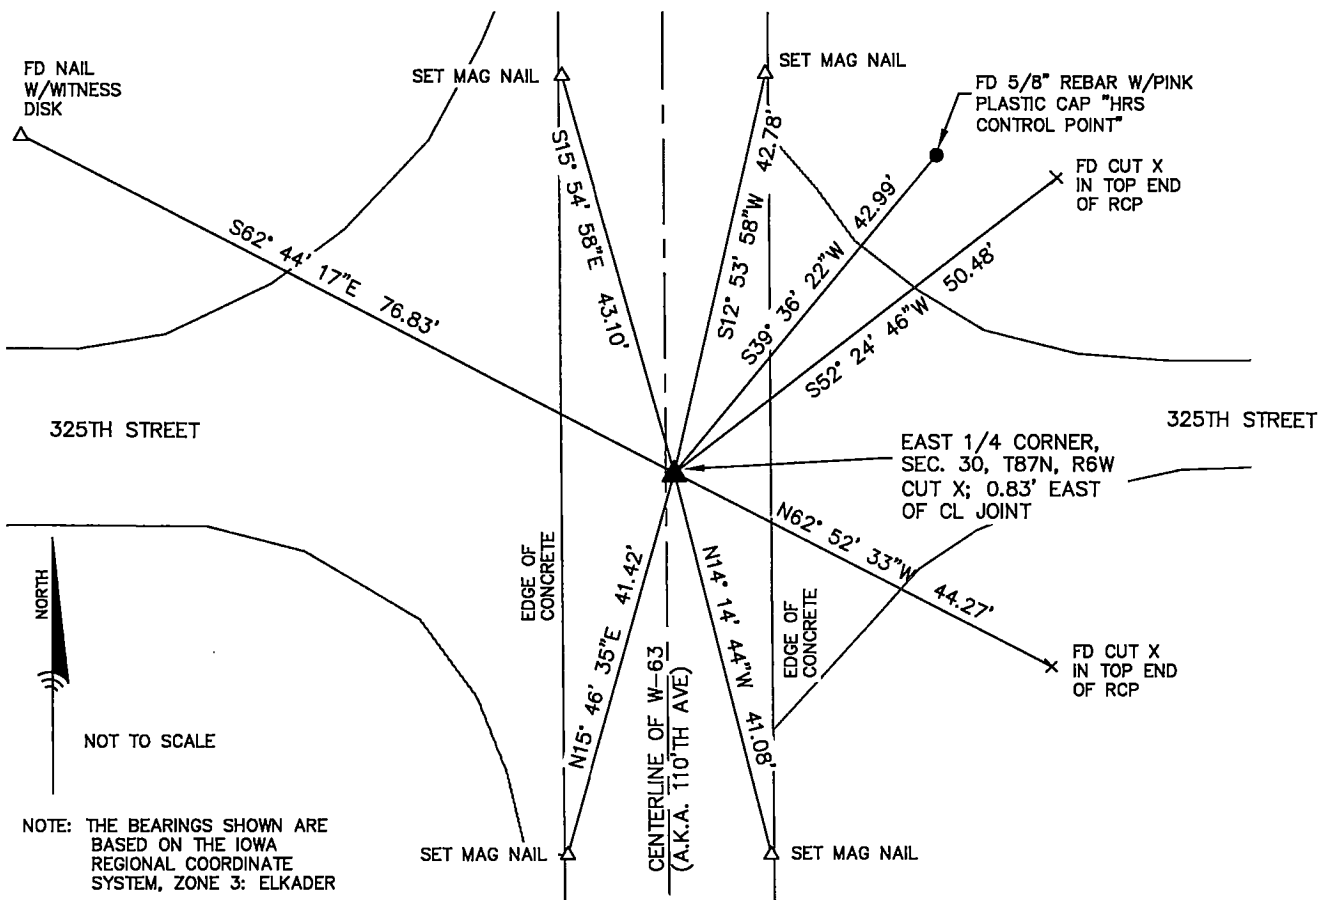 FD NAIL
W/WITNESS
DISK
SET MAG NAIL
SET MAG NAIL
FD 5/8" REBAR W/PINK
PLASTIC CAP "HRS
CONTROL POINT"
FD CUT X
IN TOP END
OF RCP
S62° 44' 17"E 76.83'
S15° 54' 58"E 43.10'
S12° 53' 58"W 42.78'
S39° 36' 22"W 42.99'
S52° 24' 46"W 50.48'
325TH STREET
325TH STREET
EAST 1/4 CORNER,
SEC. 30, T87N, R6W
CUT X; 0.83' EAST
OF CL JOINT
N62° 52' 33"W 44.27'
EDGE OF
CONCRETE
N15° 46' 35"E 41.42'
N14° 14' 44"W 41.08'
EDGE OF
CONCRETE
FD CUT X
IN TOP END
OF RCP
NORTH
NOT TO SCALE
CENTERLINE OF W-63
(A.K.A. 110'TH AVE)
NOTE: THE BEARINGS SHOWN ARE
BASED ON THE IOWA
REGIONAL COORDINATE
SYSTEM, ZONE 3: ELKADER
SET MAG NAIL
SET MAG NAIL